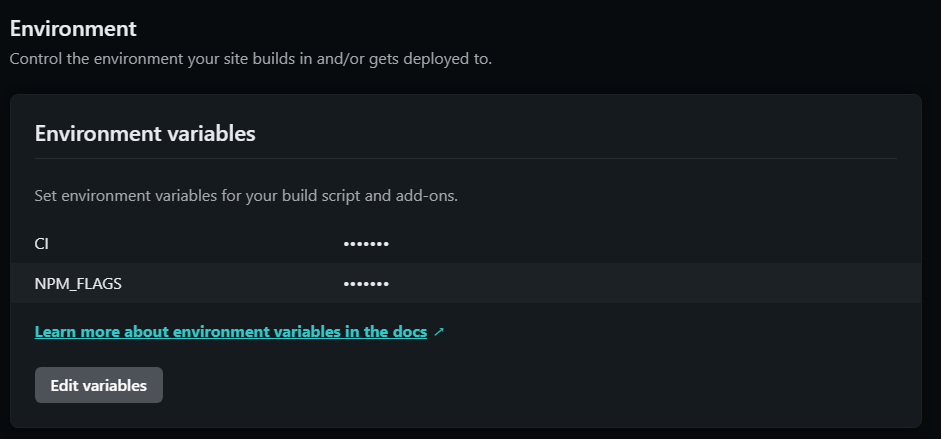 Environment
Control the environment your site builds in and/or gets deployed to.
Environment variables
Set environment variables for your build script and add-ons.
CI •••••••
NPM_FLAGS •••••••
Learn more about environment variables in the docs ↗
Edit variables